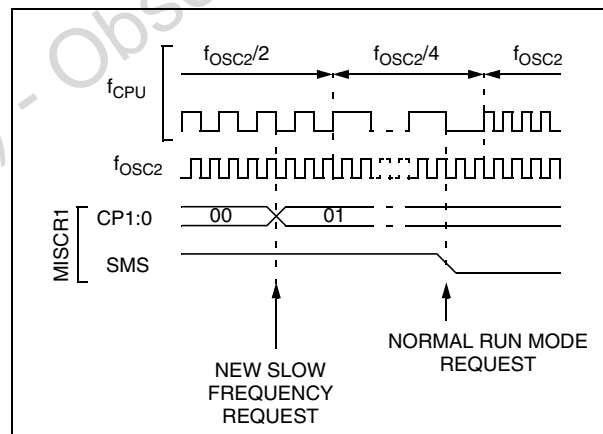 fOSC2/2 fOSC2/4 fOSC2
fCPU
fOSC2
MISCR1
CP1:0 00 01
SMS
NEW SLOW
FREQUENCY
REQUEST
NORMAL RUN MODE
REQUEST